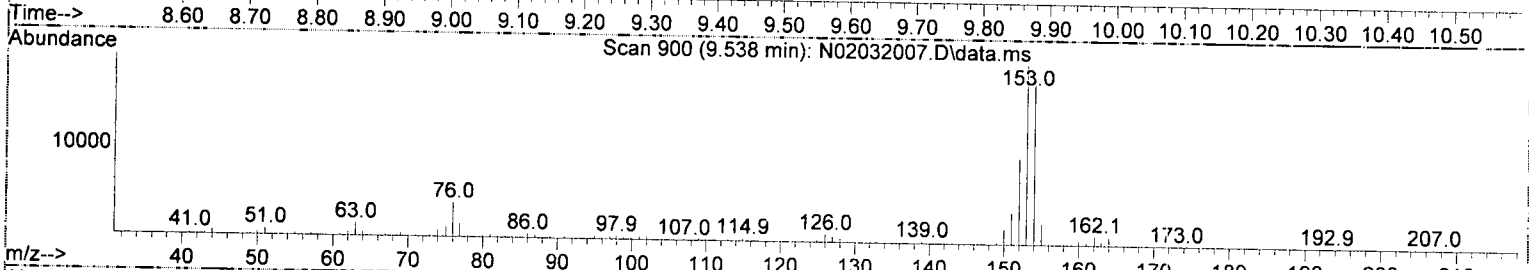 Time--> 8.60 8.70 8.80 8.90 9.00 9.10 9.20 9.30 9.40 9.50 9.60 9.70 9.80 9.90 10.00 10.10 10.20 10.30 10.40 10.50
Abundance
Scan 900 (9.538 min): N02032007.D\data.ms
153.0
10000
76.0
41.0 51.0 63.0 86.0 97.9 107.0 114.9 126.0 139.0 162.1 173.0 192.9 207.0
m/z--> 40 50 60 70 80 90 100 110 120 130 140 150 160 170 180